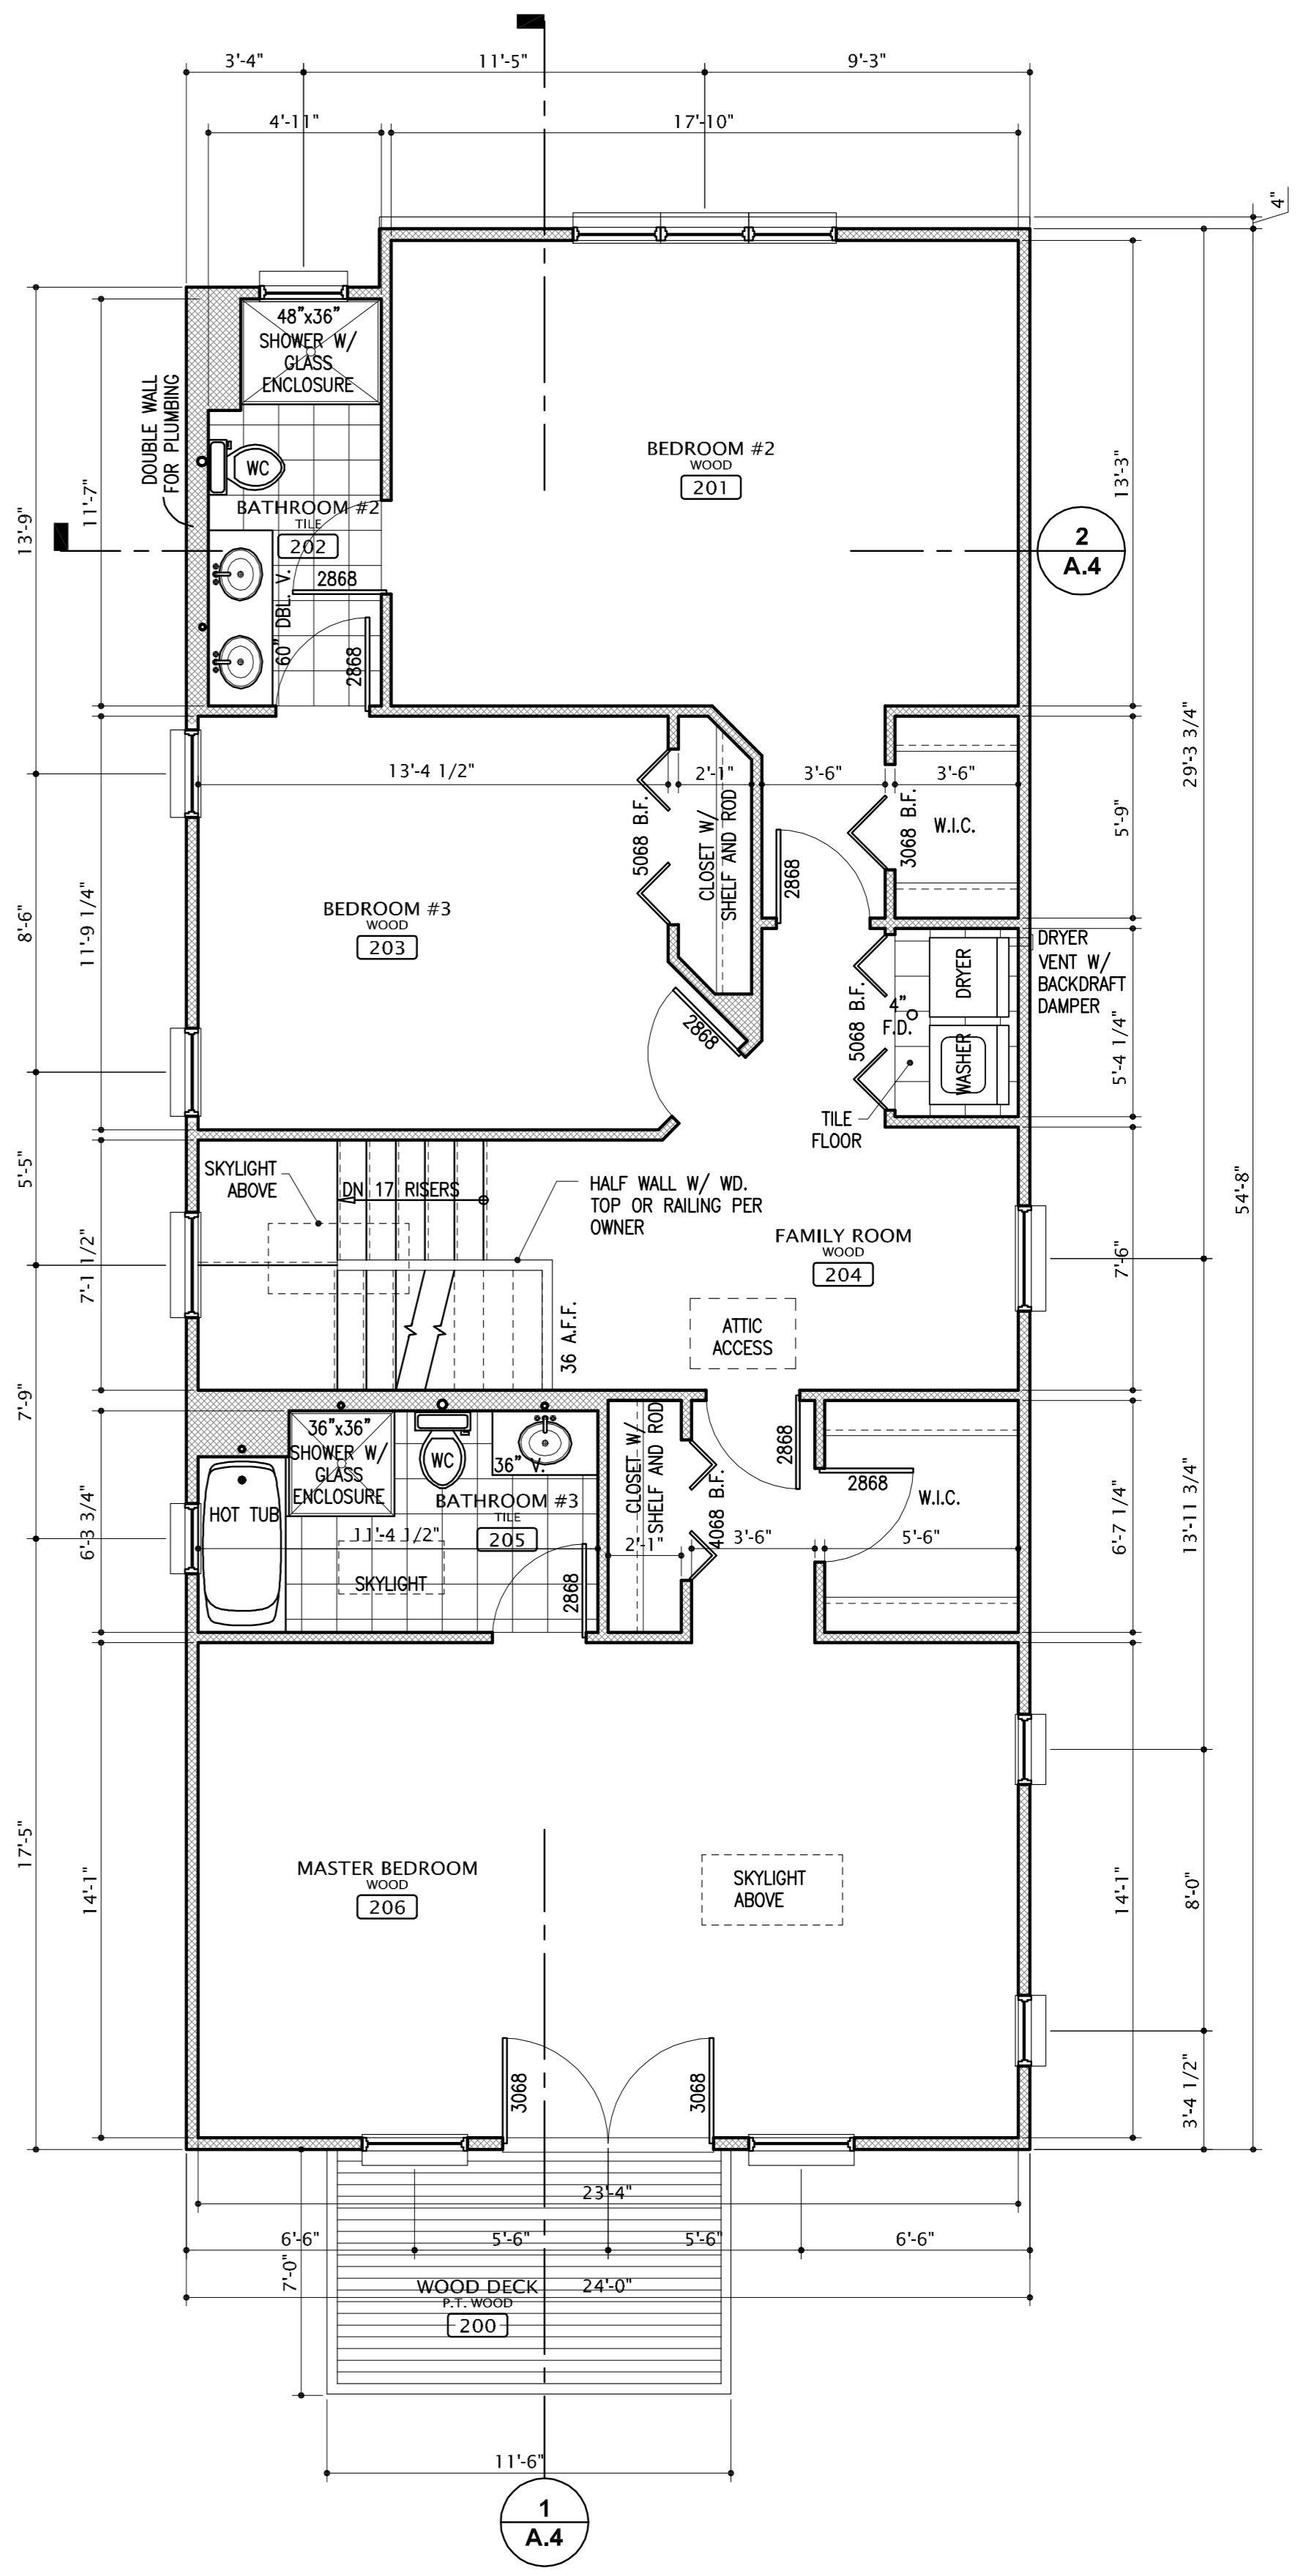 3'-4"
11'-5"
9'-3"
4'-11"
17'-10"
4"
48"x36"
SHOWER W/
GLASS
ENCLOSURE
DOUBLE WALL
FOR PLUMBING
WC
BATHROOM #2
TILE
202
2868
60" DBL. V.
2868
BEDROOM #2
WOOD
201
2
A.4
13'-9"
11'-7"
13'-3"
29'-3 3/4"
54'-8"
13'-4 1/2"
2'-1"
3'-6"
3'-6"
5068 B.F.
CLOSET W/
SHELF AND ROD
2868
3068 B.F.
W.I.C.
5'-9"
BEDROOM #3
WOOD
203
8'-6"
11'-9 1/4"
2868
5068 B.F.
4"
F.D.
DRYER
WASHER
DRYER
VENT W/
BACKDRAFT
DAMPER
5'-4 1/4"
TILE
FLOOR
5'-5"
7'-1 1/2"
SKYLIGHT
ABOVE
DN 17 RISERS
HALF WALL W/ WD.
TOP OR RAILING PER
OWNER
FAMILY ROOM
WOOD
204
7'-6"
36 A.F.F.
ATTIC
ACCESS
7'-9"
6'-3 3/4"
36"x36"
SHOWER W/
GLASS
ENCLOSURE
WC
36" V.
HOT TUB
BATHROOM #3
TILE
205
11'-4 1/2"
SKYLIGHT
2868
CLOSET W/
SHELF AND ROD
2'-1"
4068 B.F.
3'-6"
2868
2868
W.I.C.
5'-6"
6'-7 1/4"
13'-11 3/4"
17'-5"
14'-1"
MASTER BEDROOM
WOOD
206
SKYLIGHT
ABOVE
14'-1"
8'-0"
3'-4 1/2"
3068
3068
23'-4"
6'-6"
5'-6"
5'-6"
6'-6"
7'-0"
24'-0"
WOOD DECK
P.T. WOOD
200
11'-6"
1
A.4